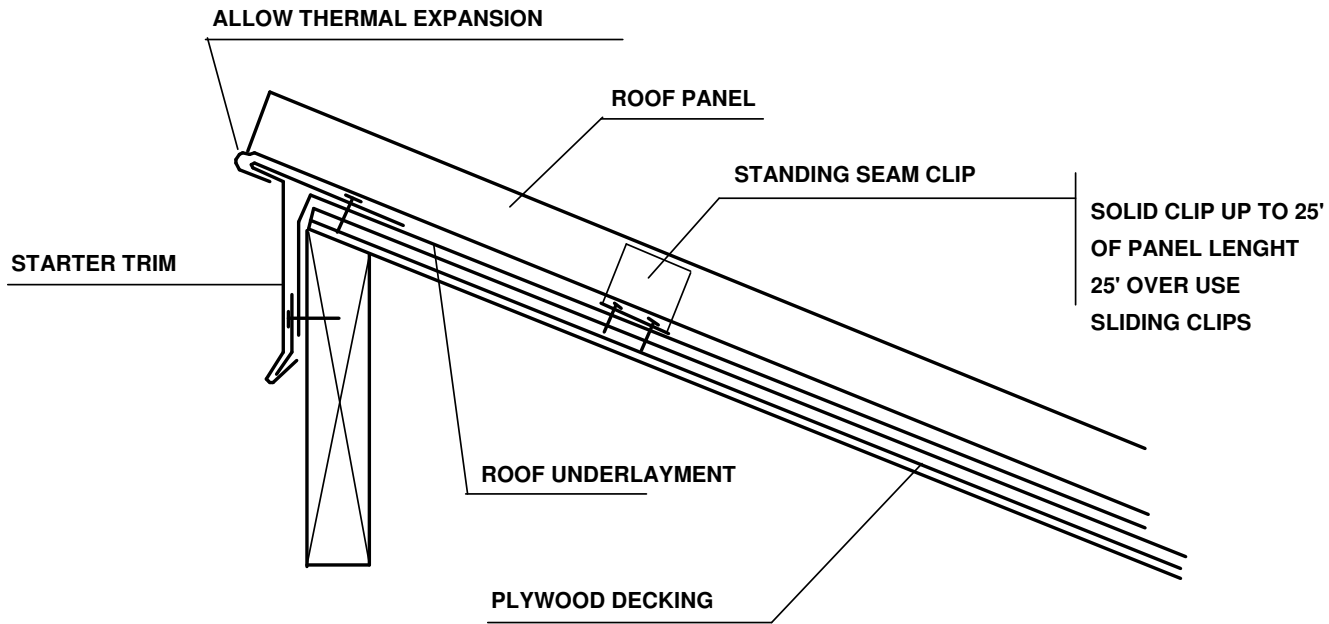 ALLOW THERMAL EXPANSION
ROOF PANEL
STANDING SEAM CLIP
SOLID CLIP UP TO 25'
OF PANEL LENGHT
25' OVER USE
SLIDING CLIPS
STARTER TRIM
ROOF UNDERLAYMENT
PLYWOOD DECKING